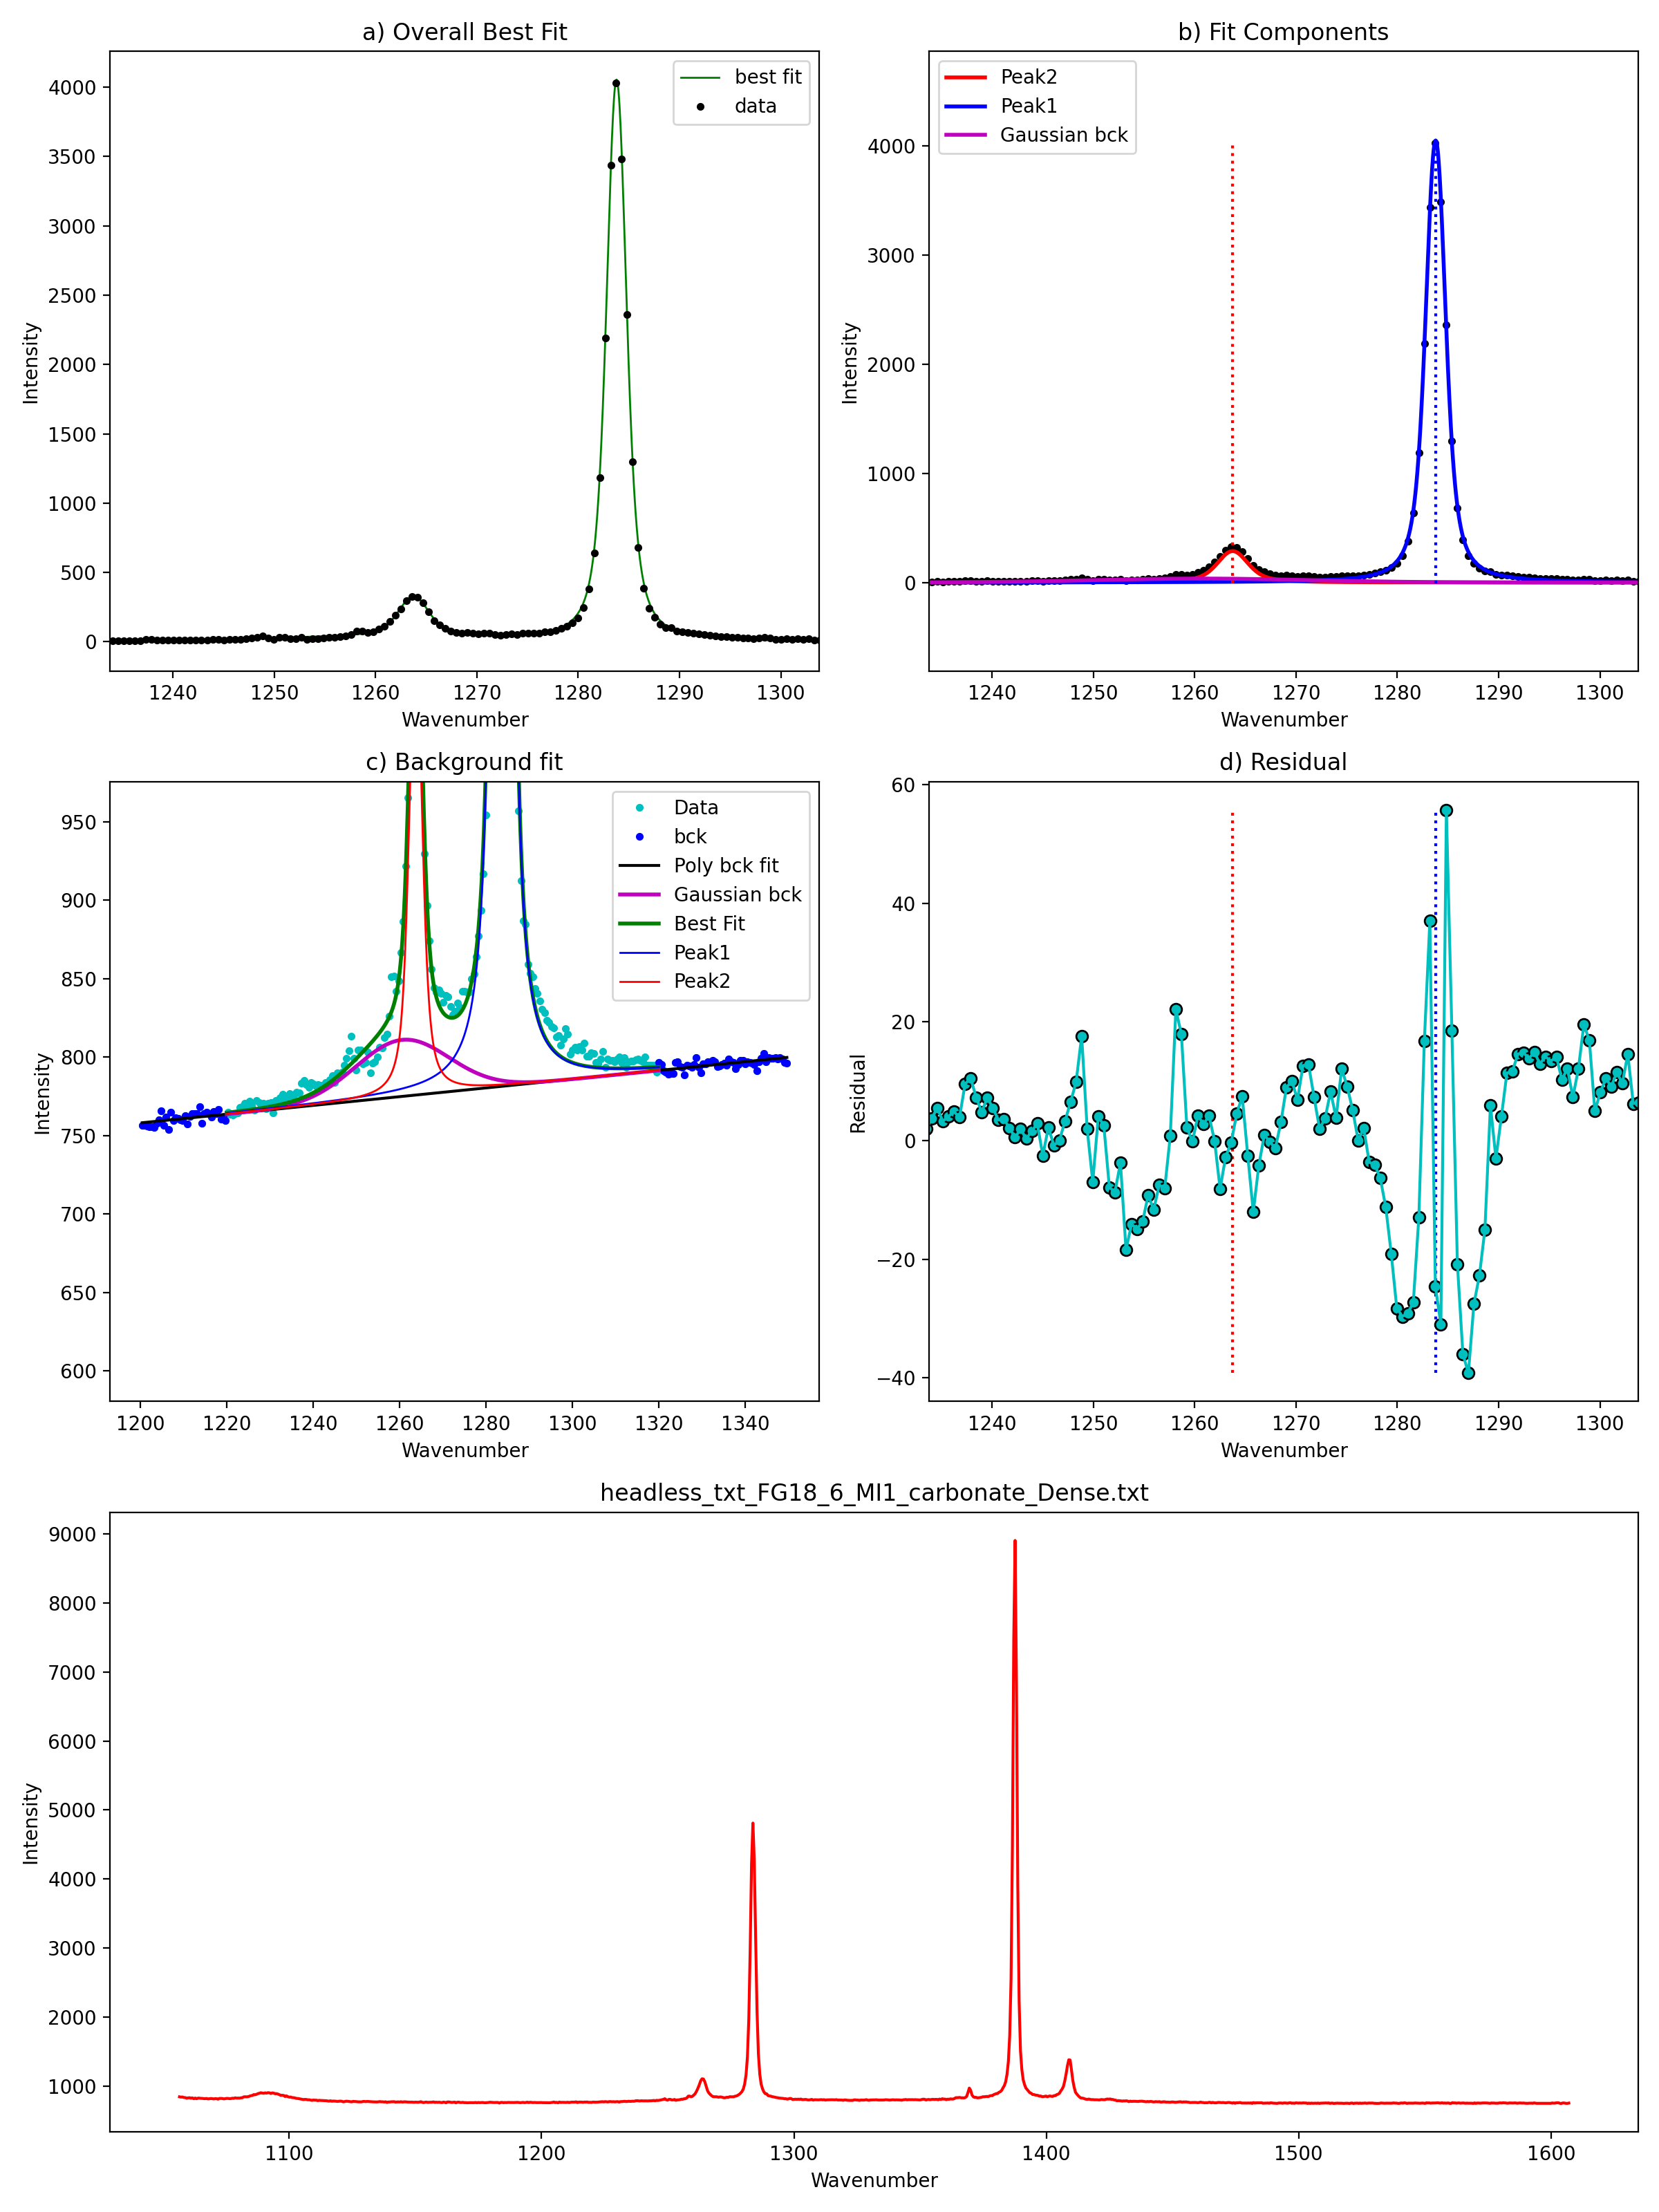 a) Overall Best Fit
best fit
data
4000
3500
3000
2500
2000
1500
1000
500
0
Intensity
1240 1250 1260 1270 1280 1290 1300
Wavenumber
b) Fit Components
Peak2
Peak1
Gaussian bck
4000
3000
2000
1000
0
Intensity
1240 1250 1260 1270 1280 1290 1300
Wavenumber
c) Background fit
Data
bck
Poly bck fit
Gaussian bck
Best Fit
Peak1
Peak2
950
900
850
800
750
700
650
600
Intensity
1200 1220 1240 1260 1280 1300 1320 1340
Wavenumber
d) Residual
60
40
20
0
−20
−40
Residual
1240 1250 1260 1270 1280 1290 1300
Wavenumber
headless_txt_FG18_6_MI1_carbonate_Dense.txt
9000
8000
7000
6000
5000
4000
3000
2000
1000
Intensity
1100 1200 1300 1400 1500 1600
Wavenumber